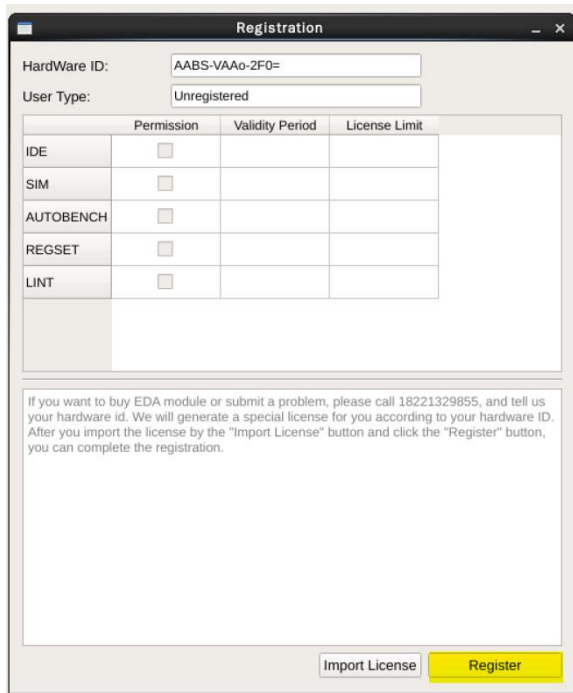 Registration
HardWare ID: AABS-VAAo-2F0=
User Type: Unregistered
Permission Validity Period License Limit
IDE
SIM
AUTOBENCH
REGSET
LINT
If you want to buy EDA module or submit a problem, please call 18221329855, and tell us
your hardware id. We will generate a special license for you according to your hardware ID.
After you import the license by the "Import License" button and click the "Register" button,
you can complete the registration.
Import License Register